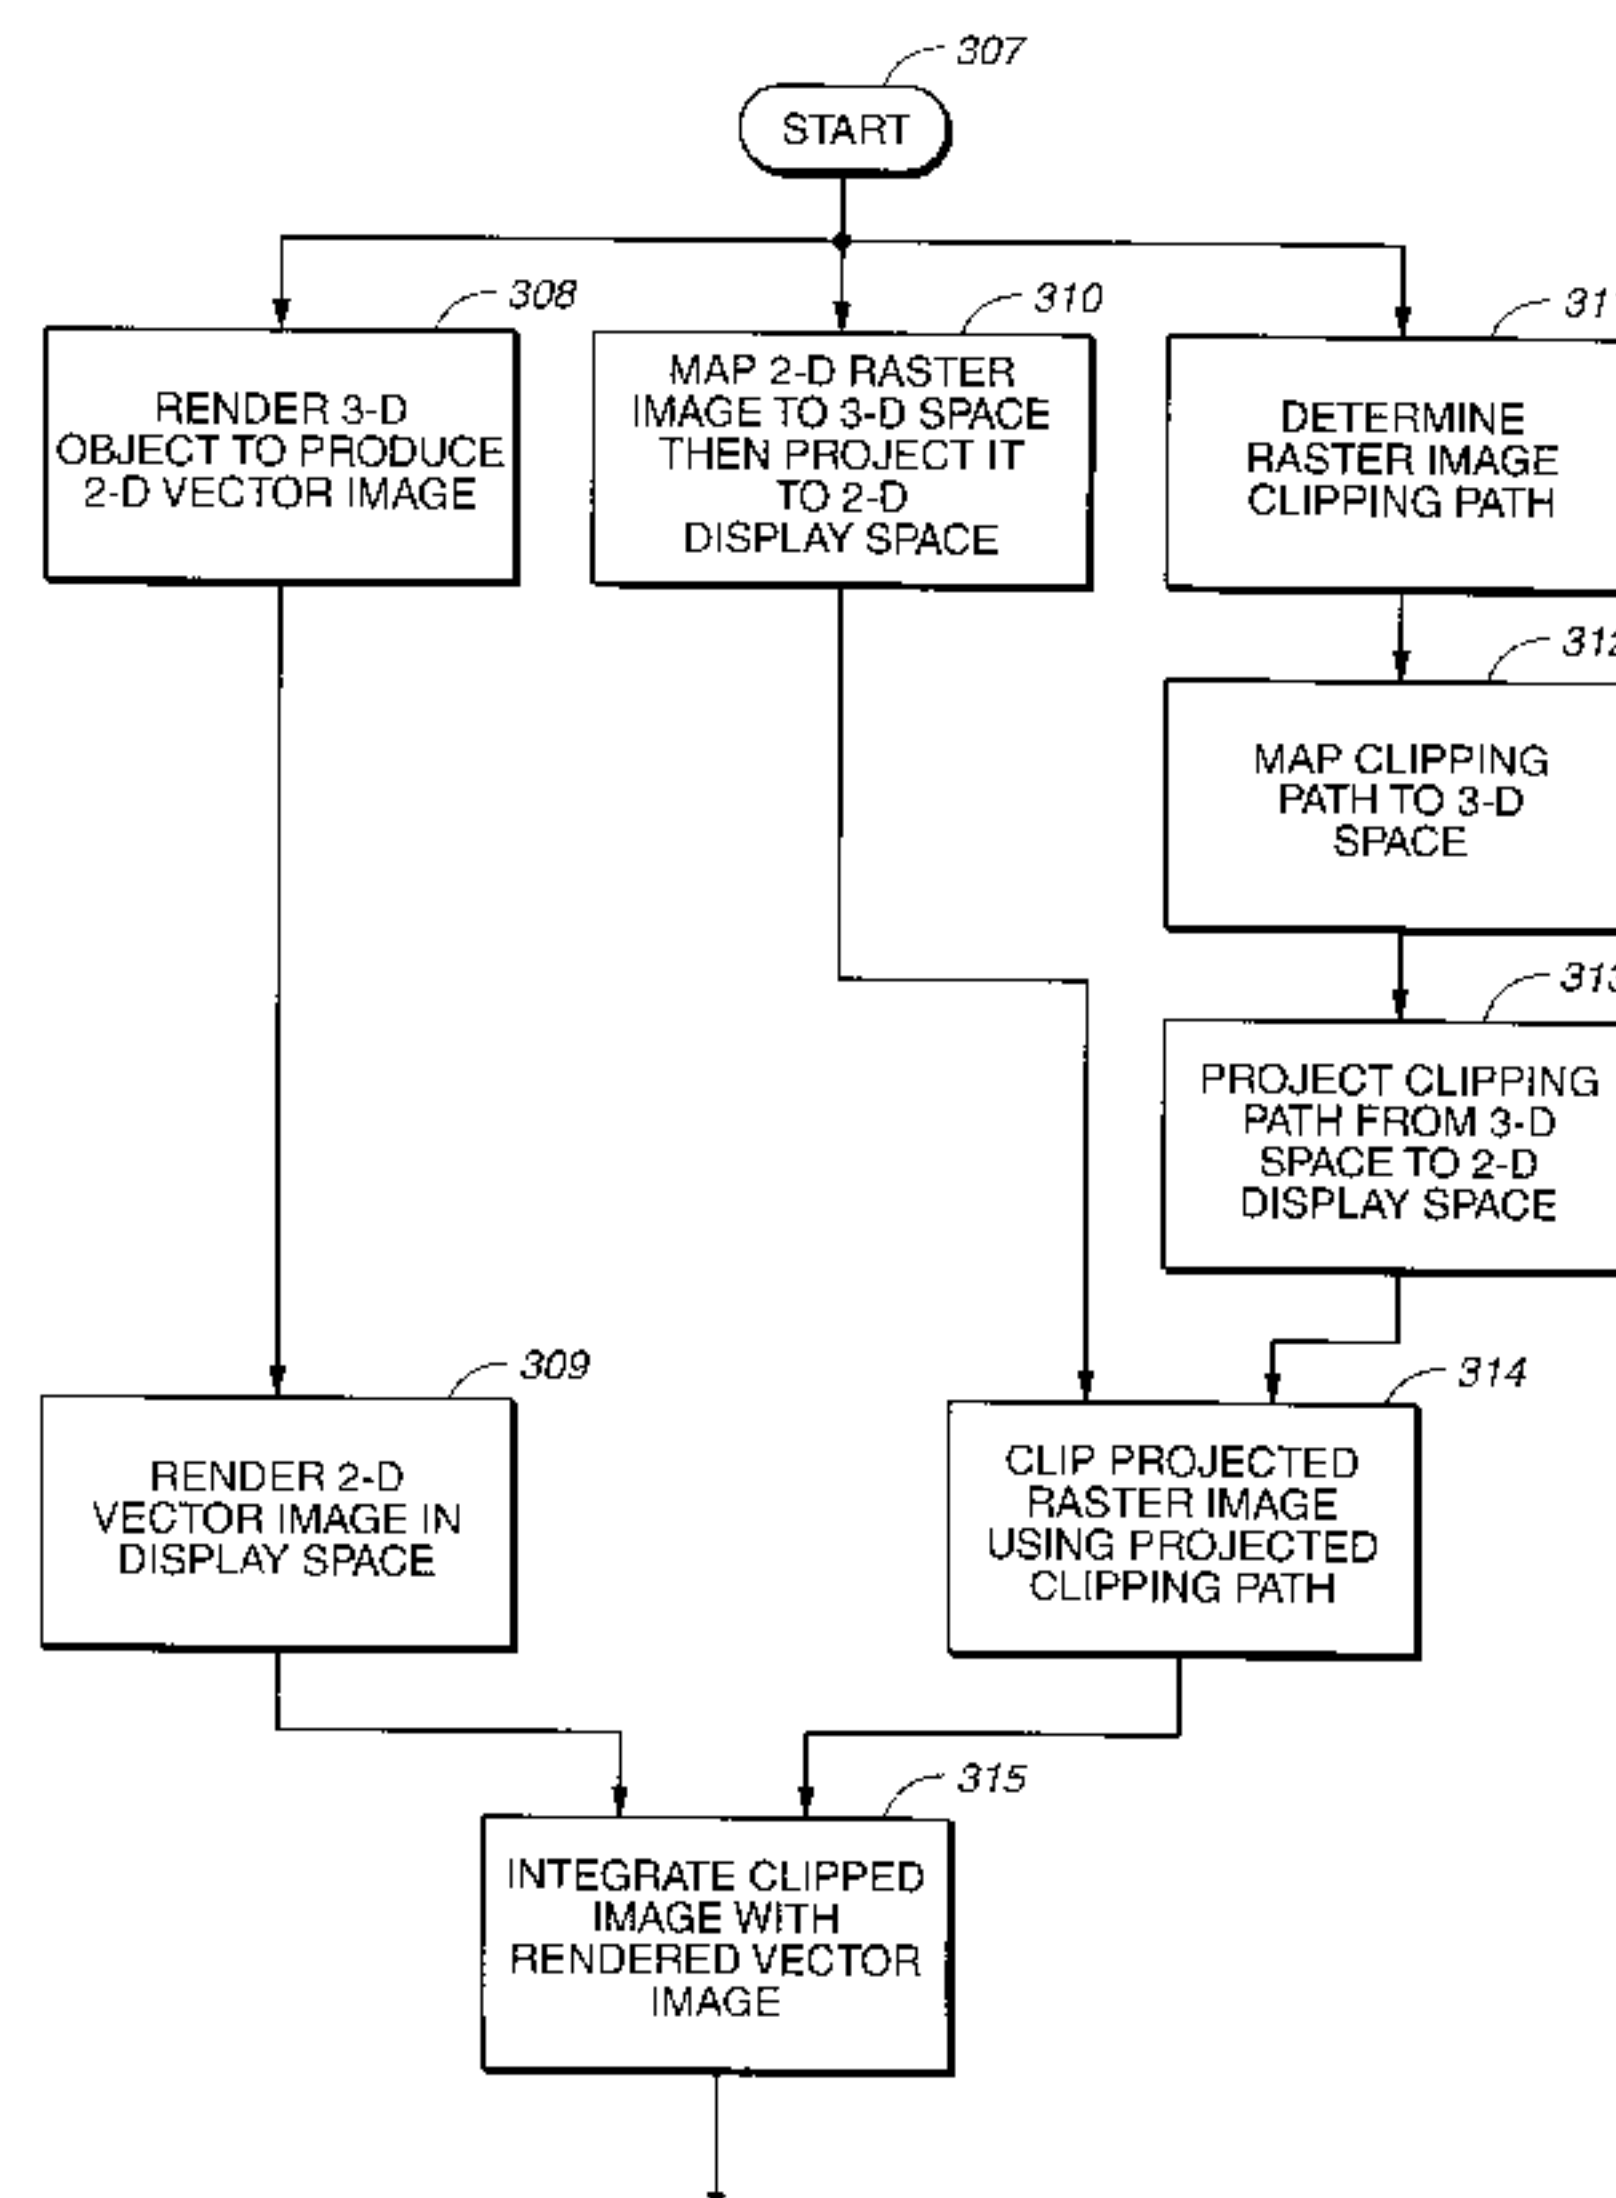 307
START
308
RENDER 3-D
OBJECT TO PRODUCE
2-D VECTOR IMAGE
310
MAP 2-D RASTER
IMAGE TO 3-D SPACE
THEN PROJECT IT
TO 2-D
DISPLAY SPACE
DETERMINE
RASTER IMAGE
CLIPPING PATH
312
MAP CLIPPING
PATH TO 3-D
SPACE
313
PROJECT CLIPPING
PATH FROM 3-D
SPACE TO 2-D
DISPLAY SPACE
309
RENDER 2-D
VECTOR IMAGE IN
DISPLAY SPACE
314
CLIP PROJECTED
RASTER IMAGE
USING PROJECTED
CLIPPING PATH
315
INTEGRATE CLIPPED
IMAGE WITH
RENDERED VECTOR
IMAGE